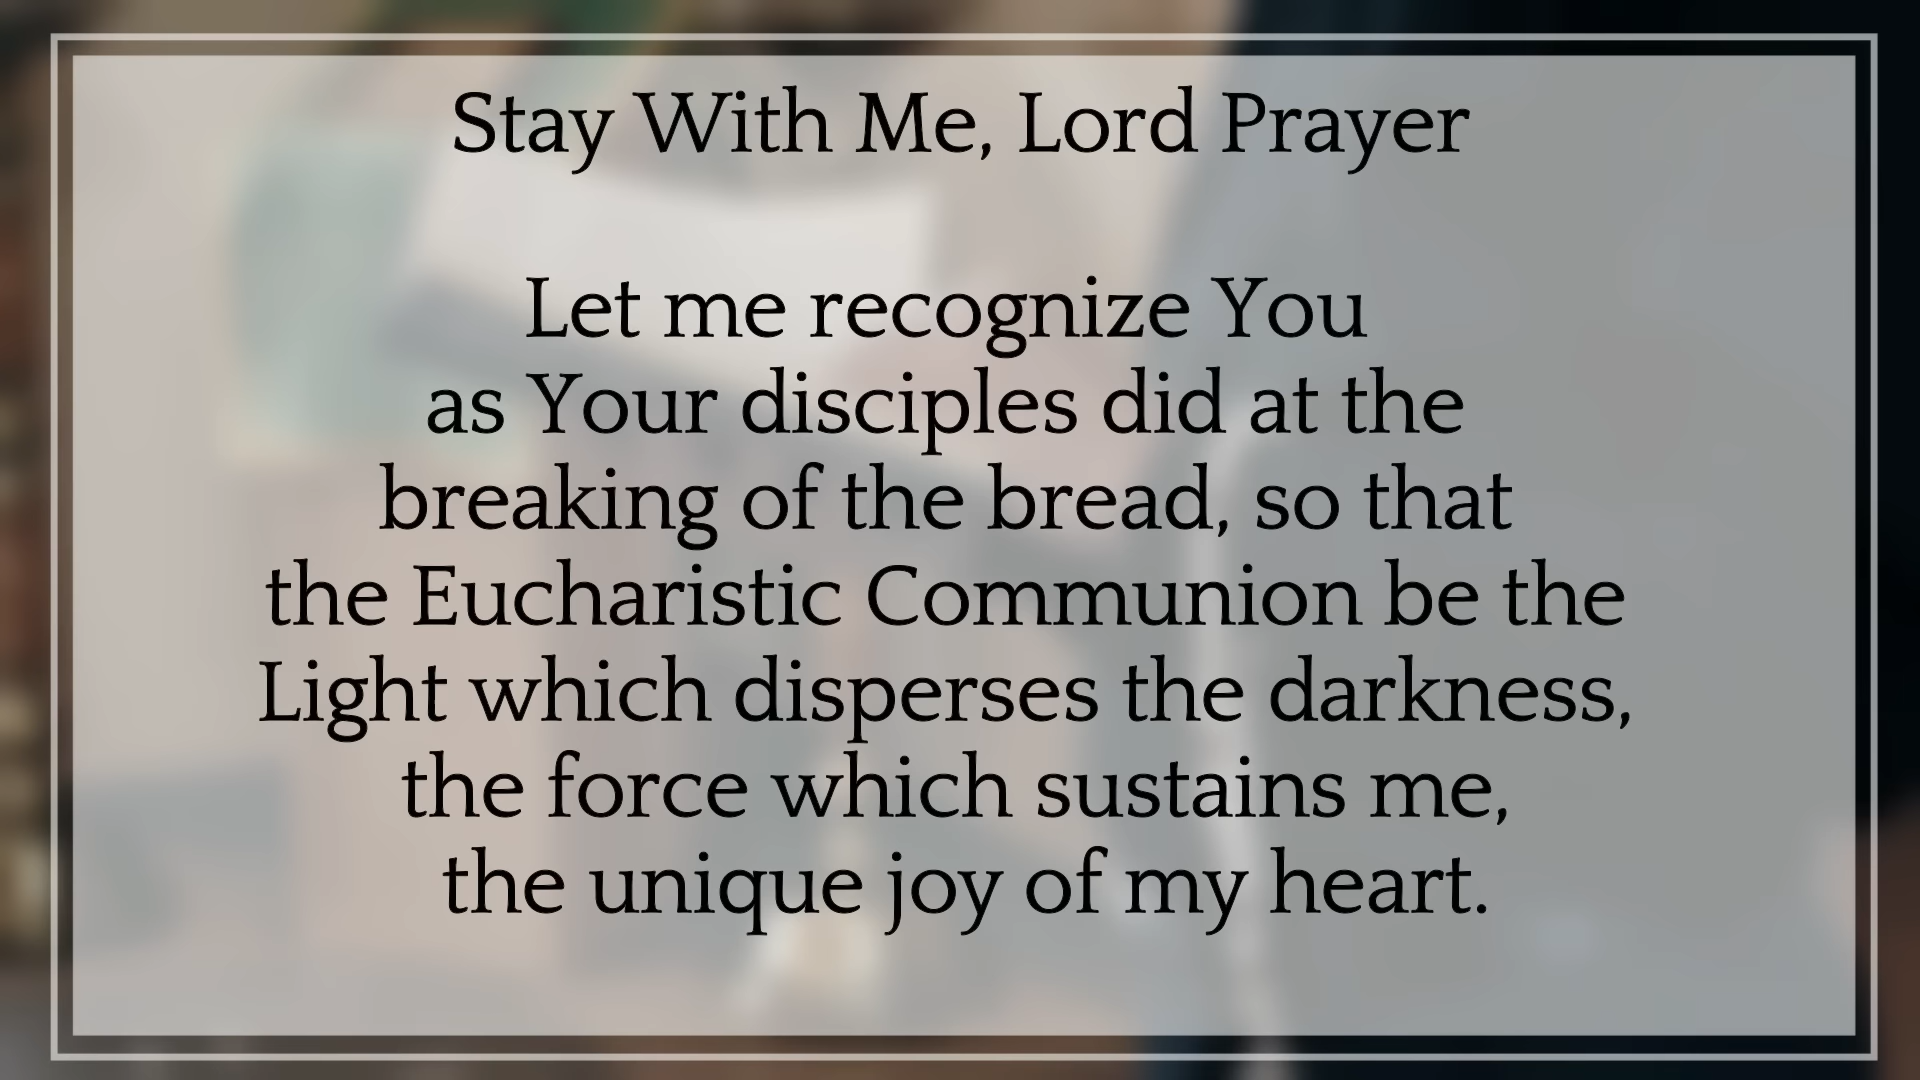 Stay With Me, Lord Prayer
Let me recognize You
as Your disciples did at the
breaking of the bread, so that
the Eucharistic Communion be the
Light which disperses the darkness,
the force which sustains me,
the unique joy of my heart.